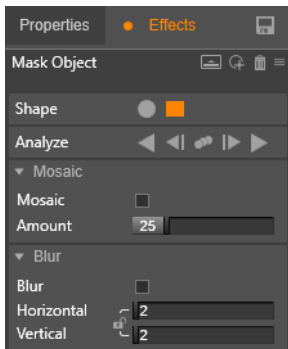 Properties Effects
Mask Object
Shape
Analyze
Mosaic
Mosaic
Amount 25
Blur
Blur
Horizontal 2
Vertical 2